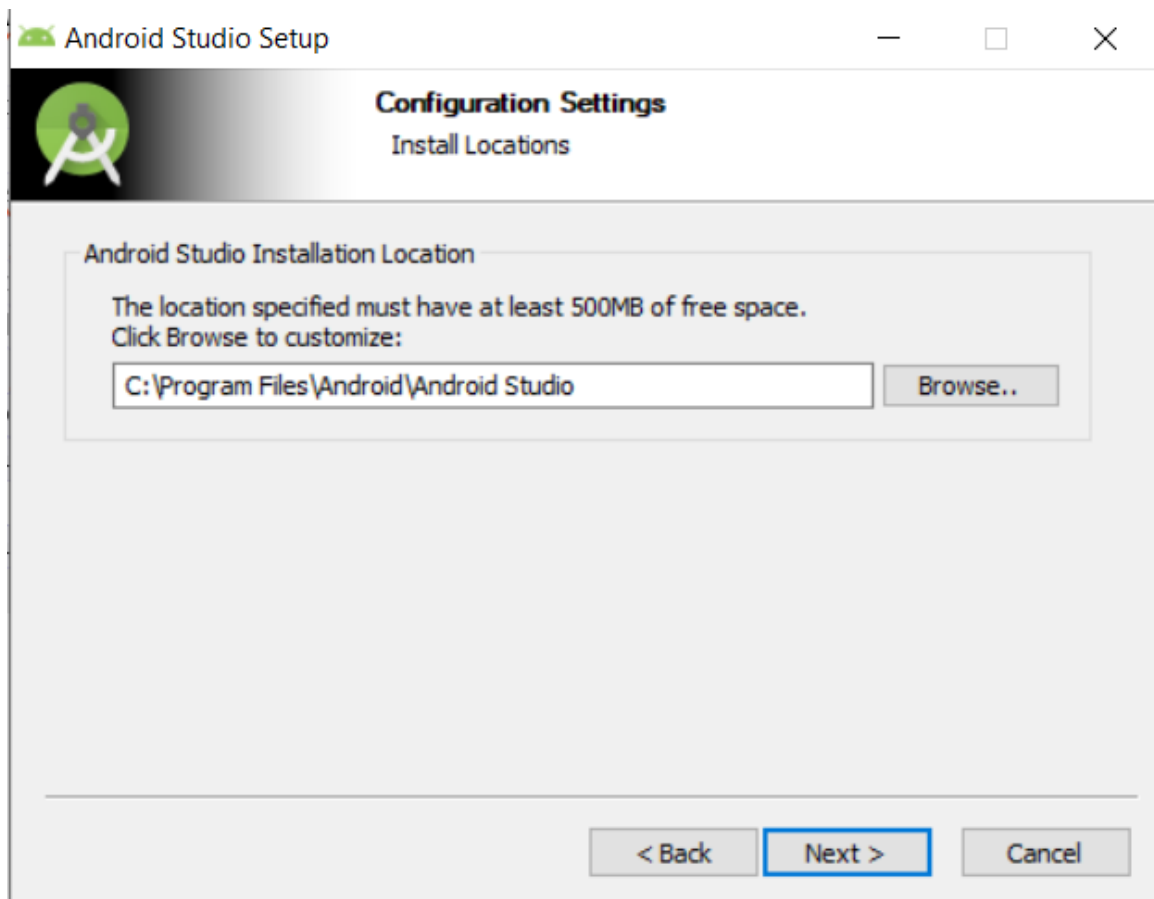 Android Studio Setup
Configuration Settings
Install Locations
Android Studio Installation Location
The location specified must have at least 500MB of free space.
Click Browse to customize:
C:\Program Files\Android\Android Studio
Browse..
< Back
Next >
Cancel